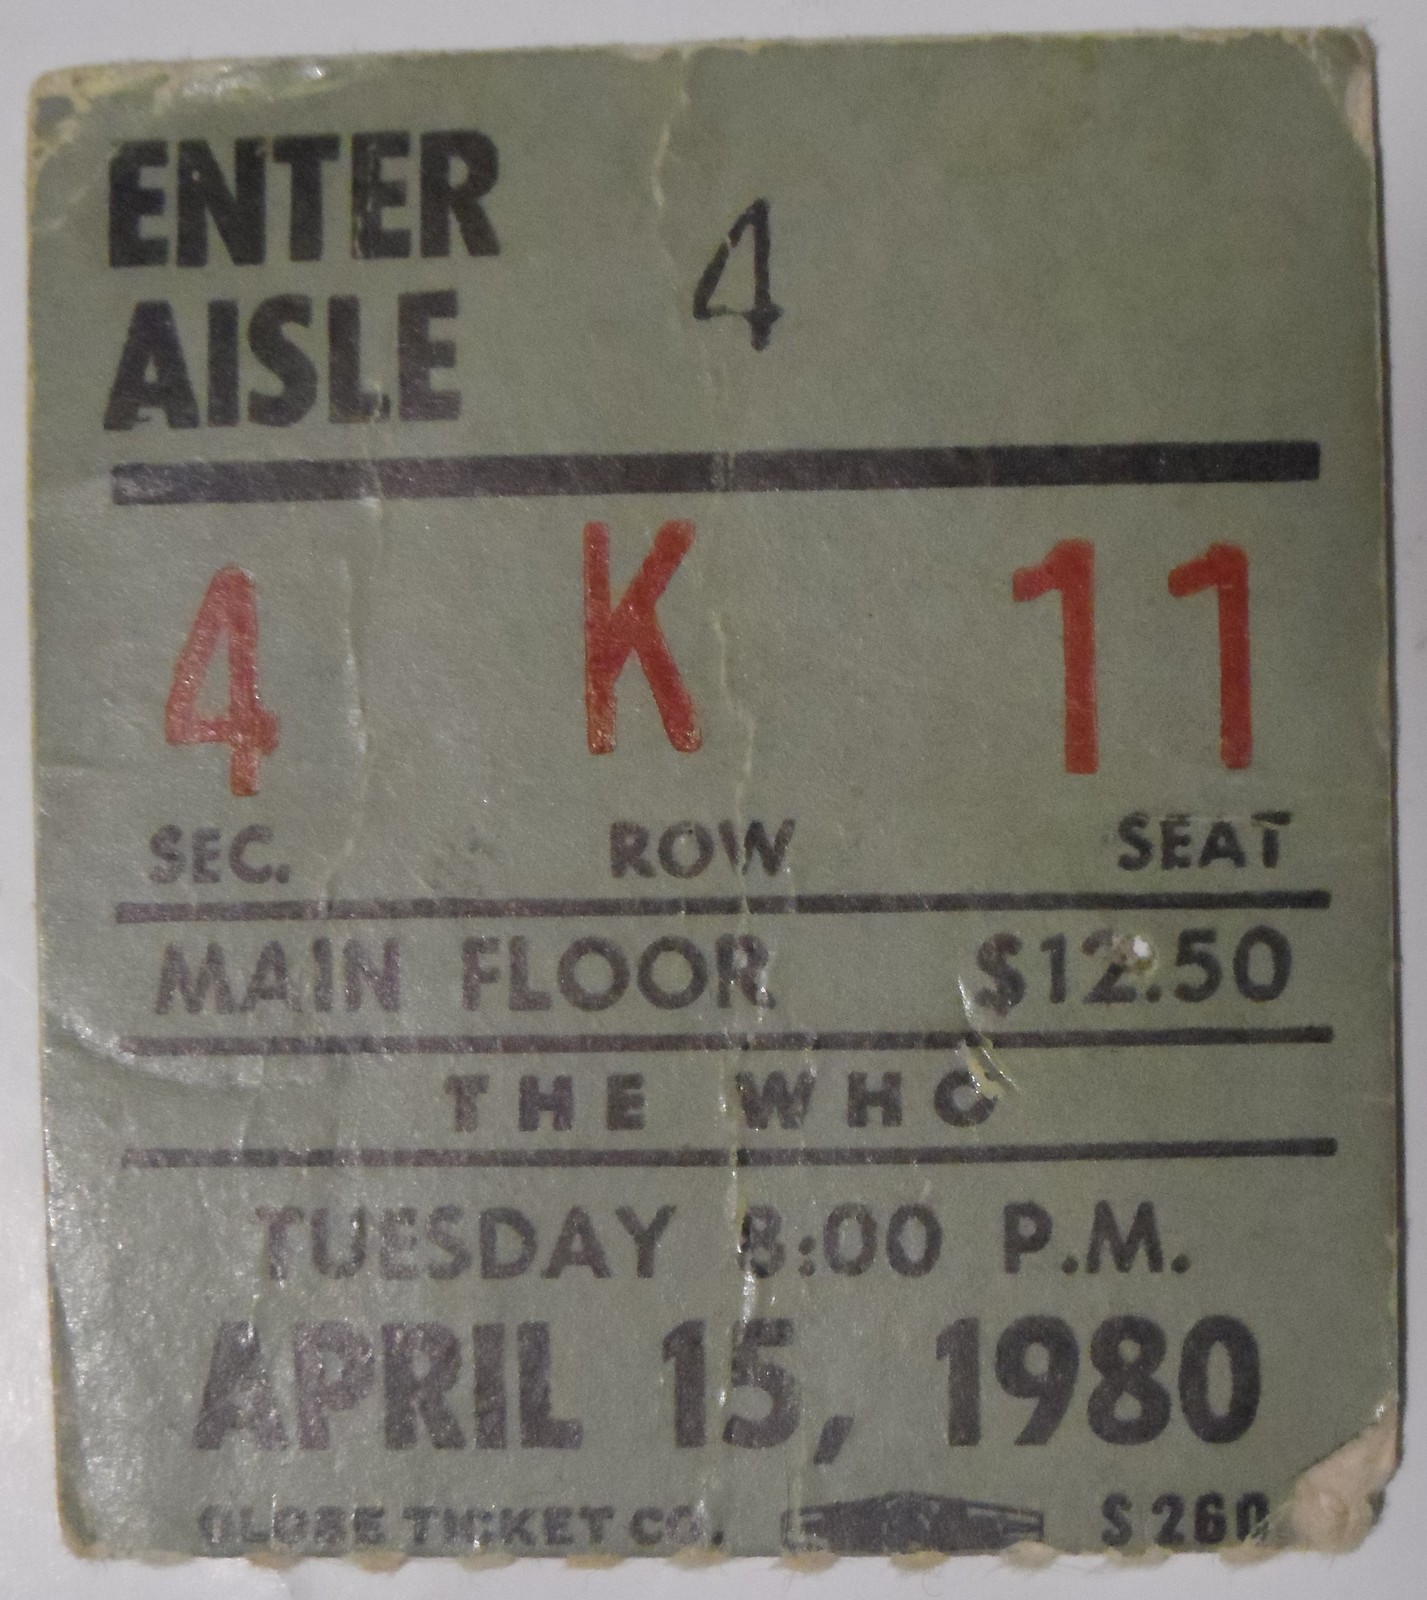 ENTER
AISLE 4
4 K 11
SEC. ROW SEAT
MAIN FLOOR $12.50
THE WHO
TUESDAY 8:00 P.M.
APRIL 15, 1980
GLOBE TICKET CO. S 260